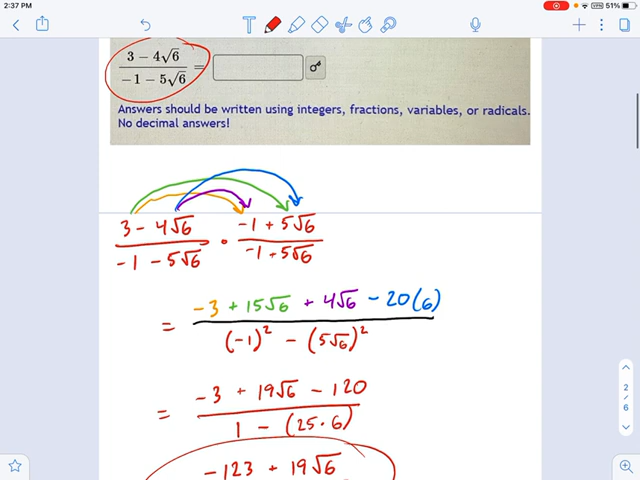 2:37 PM
VPN 51%
T
3 − 4√6
−1 − 5√6
=
Answers should be written using integers, fractions, variables, or radicals.
No decimal answers!
3 − 4√6 · −1 + 5√6
−1 − 5√6 −1 + 5√6
= −3 + 15√6 + 4√6 − 20(6)
(−1)² − (5√6)²
= −3 + 19√6 − 120
1 − (25 · 6)
−123 + 19√6
2
/
6